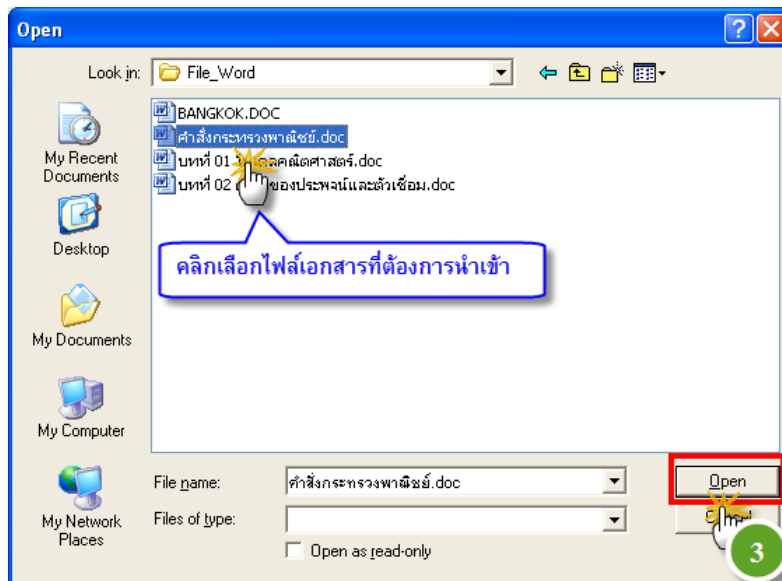 Open
Look in: File_Word
BANGKOK.DOC
คำสั่งกระทรวงพาณิชย์.doc
บทที่ 01 คณิตศาสตร์.doc
บทที่ 02 ของประพจน์และตัวเชื่อม.doc
My Recent
Documents
Desktop
คลิกเลือกไฟล์เอกสารที่ต้องการนำเข้า
My Documents
My Computer
My Network
Places
File name: คำสั่งกระทรวงพาณิชย์.doc
Open
Files of type:
Open as read-only
3